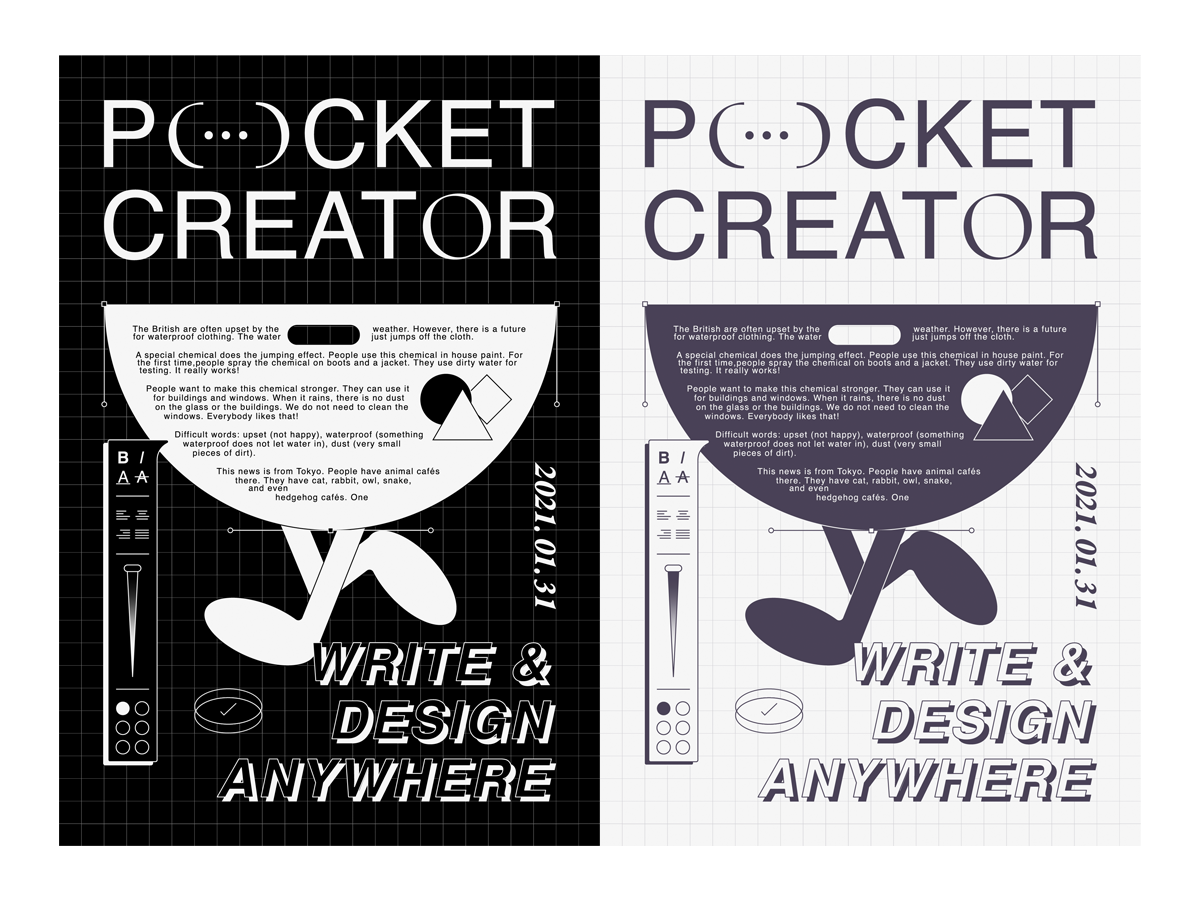 P(...)CKET
CREATOR
The British are often upset by the weather. However, there is a future
for waterproof clothing. The water just jumps off the cloth.
A special chemical does the jumping effect. People use this chemical in house paint. For
the first time,people spray the chemical on boots and a jacket. They use dirty water for
testing. It really works!
People want to make this chemical stronger. They can use it
for buildings and windows. When it rains, there is no dust
on the glass or the buildings. We do not need to clean the
windows. Everybody likes that!
Difficult words: upset (not happy), waterproof (something
waterproof does not let water in), dust (very small
pieces of dirt).
This news is from Tokyo. People have animal cafés
there. They have cat, rabbit, owl, snake,
and even
hedgehog cafés. One
B I
A A
2021.01.31
WRITE &
DESIGN
ANYWHERE
P(...)CKET
CREATOR
The British are often upset by the weather. However, there is a future
for waterproof clothing. The water just jumps off the cloth.
A special chemical does the jumping effect. People use this chemical in house paint. For
the first time,people spray the chemical on boots and a jacket. They use dirty water for
testing. It really works!
People want to make this chemical stronger. They can use it
for buildings and windows. When it rains, there is no dust
on the glass or the buildings. We do not need to clean the
windows. Everybody likes that!
Difficult words: upset (not happy), waterproof (something
waterproof does not let water in), dust (very small
pieces of dirt).
This news is from Tokyo. People have animal cafés
there. They have cat, rabbit, owl, snake,
and even
hedgehog cafés. One
B I
A A
2021.01.31
WRITE &
DESIGN
ANYWHERE